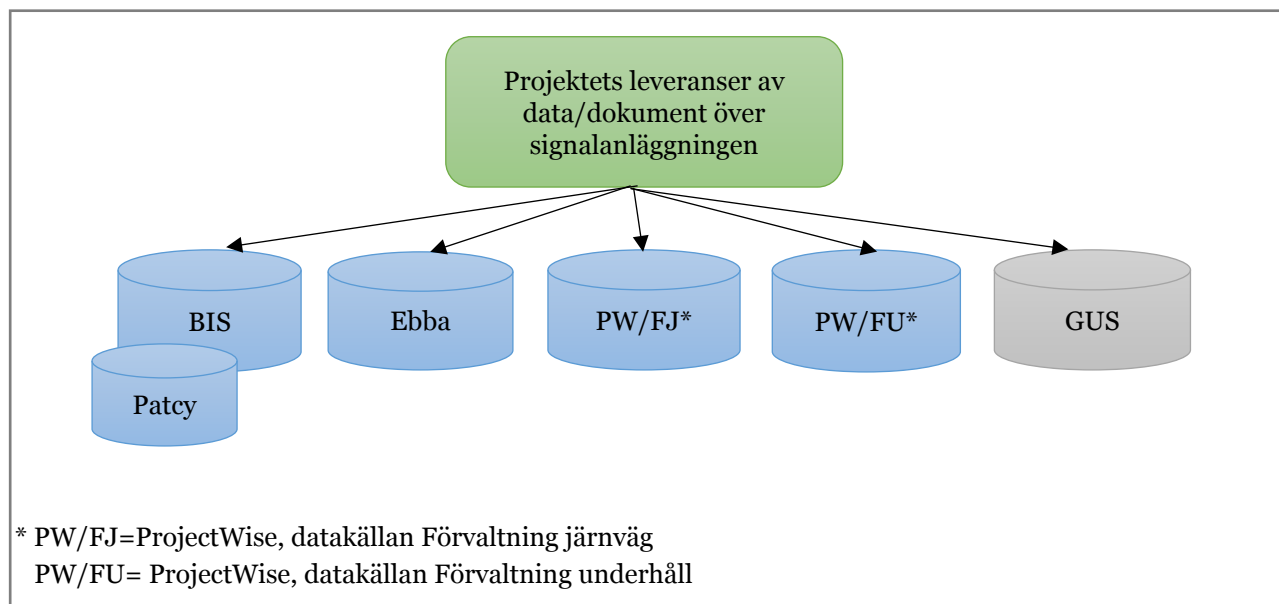 Projektets leveranser av
data/dokument över
signalanläggningen
BIS
Ebba
PW/FJ*
PW/FU*
GUS
Patcy
* PW/FJ=ProjectWise, datakällan Förvaltning järnväg
PW/FU= ProjectWise, datakällan Förvaltning underhåll